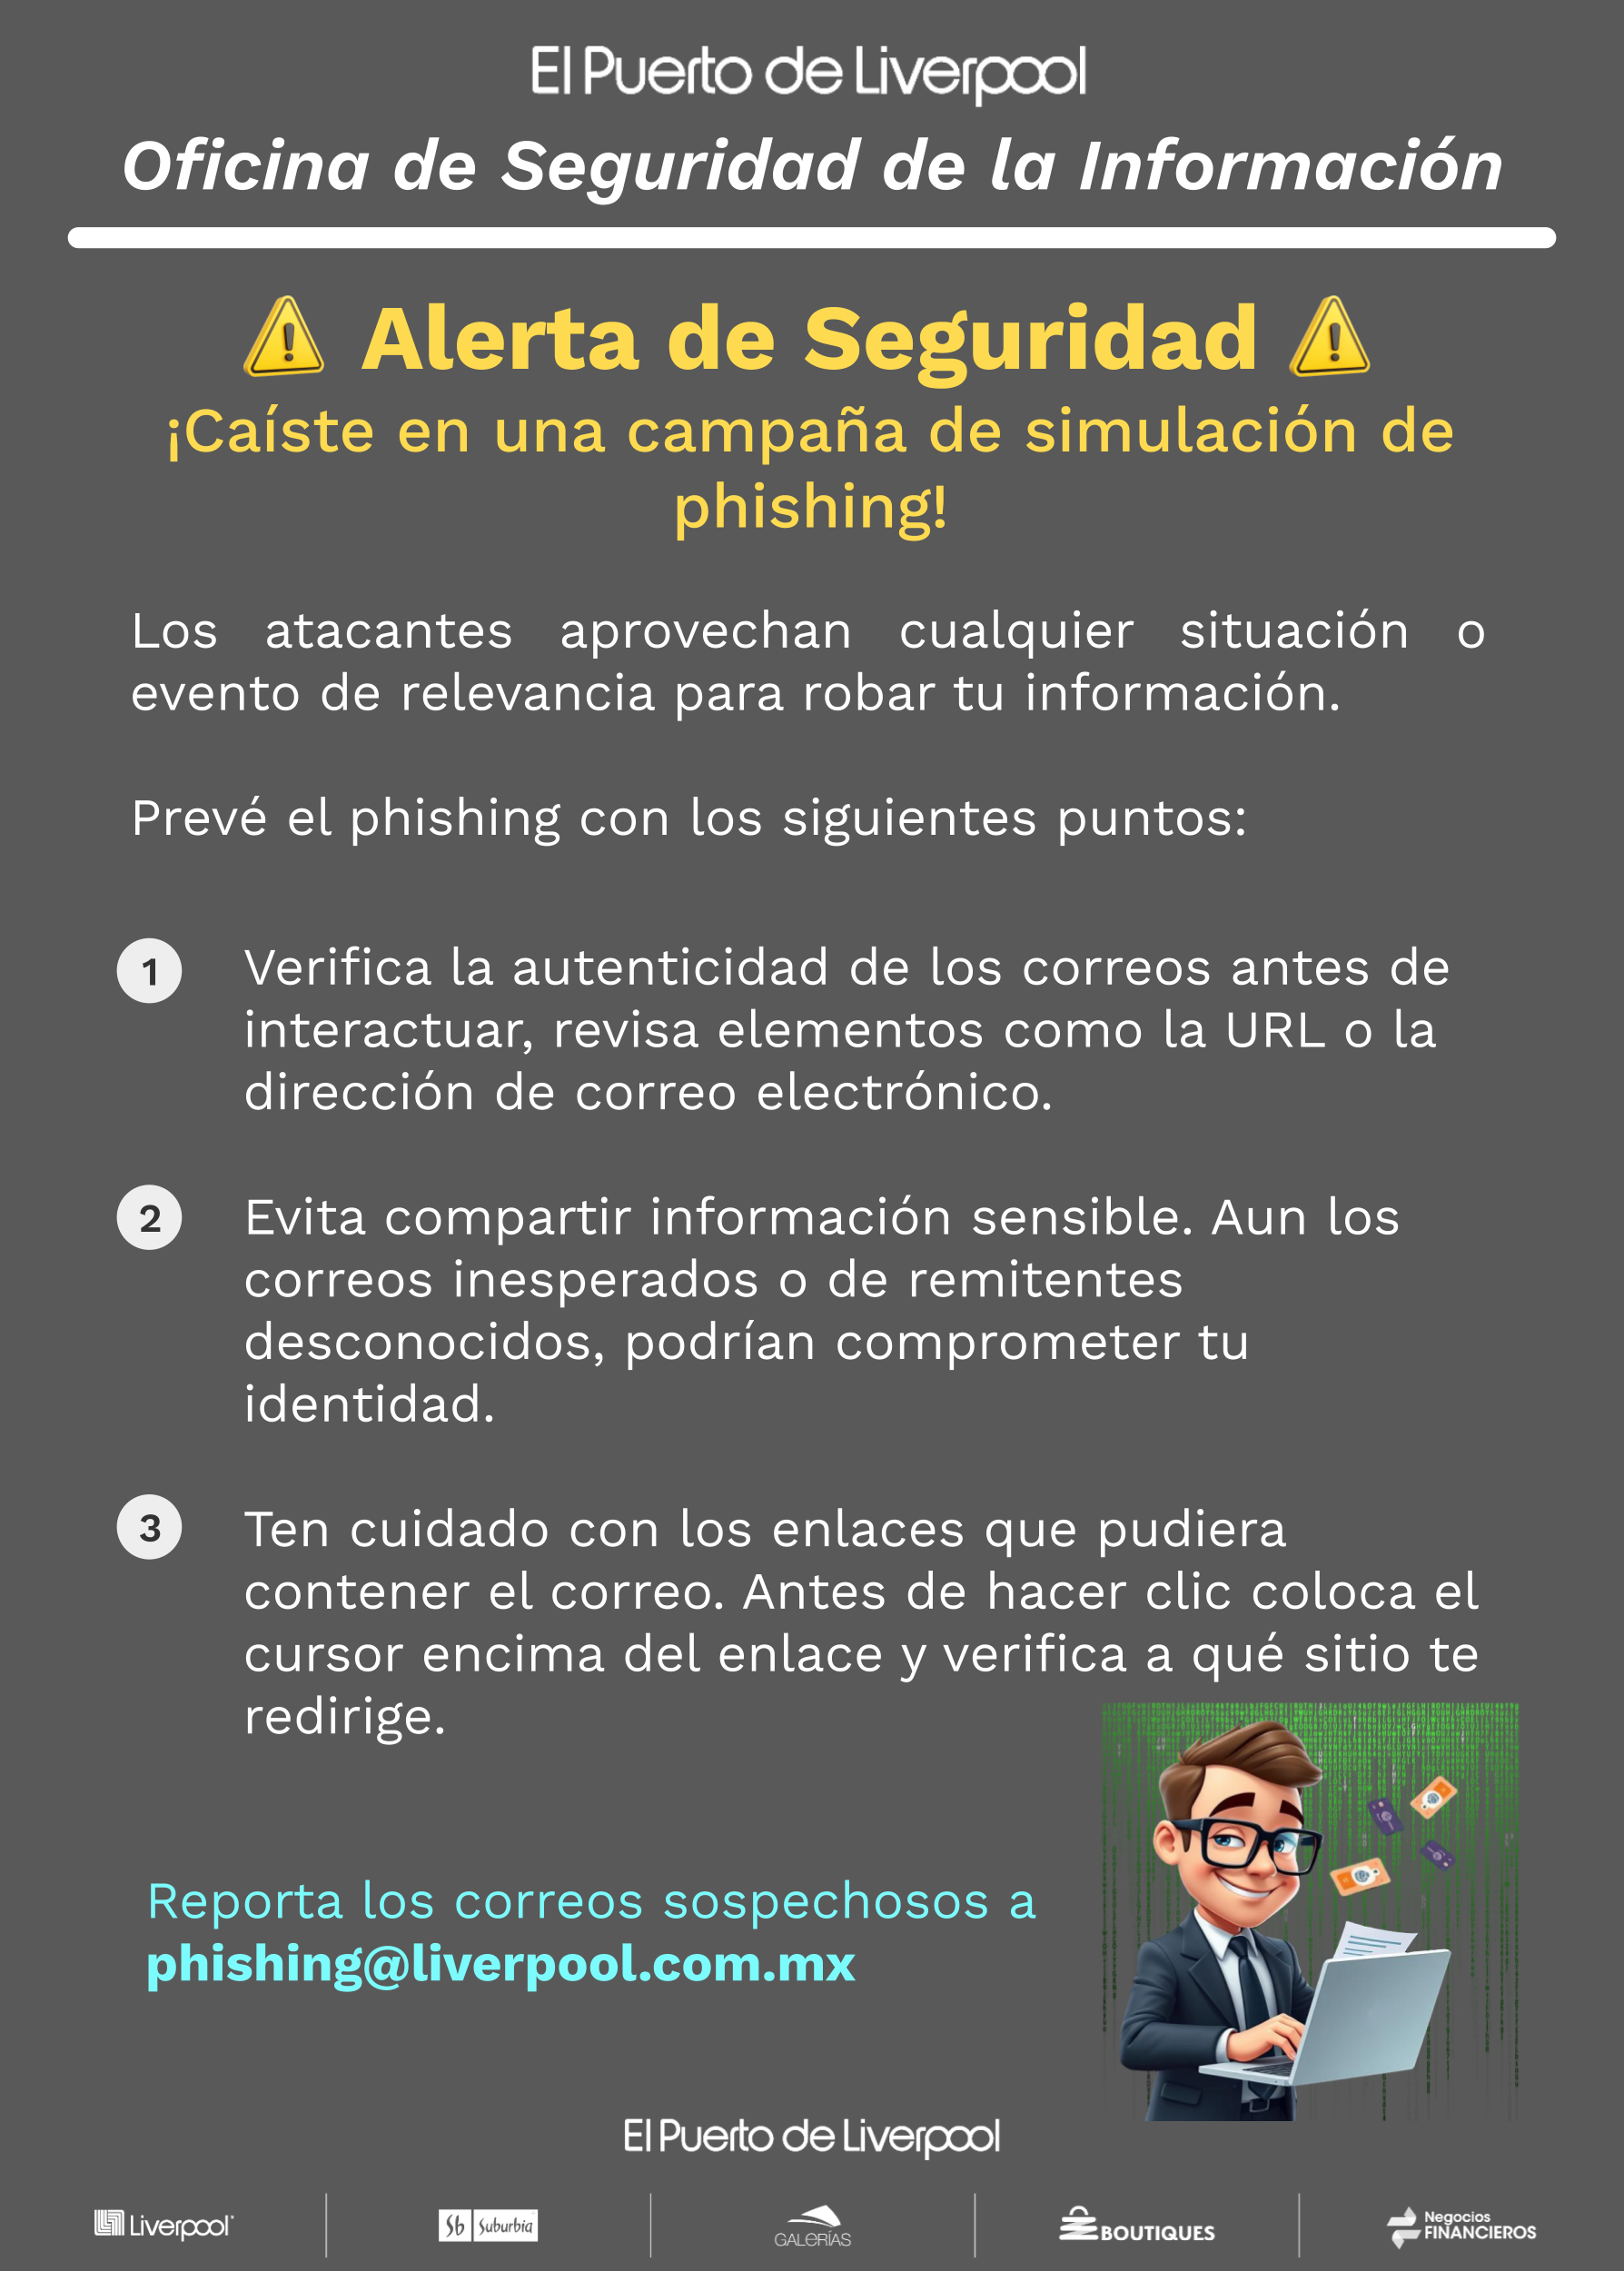 El Puerto de Liverpool
Oficina de Seguridad de la Información
Alerta de Seguridad
¡Caíste en una campaña de simulación de
phishing!
Los atacantes aprovechan cualquier situación o
evento de relevancia para robar tu información.
Prevé el phishing con los siguientes puntos:
1 Verifica la autenticidad de los correos antes de
interactuar, revisa elementos como la URL o la
dirección de correo electrónico.
2 Evita compartir información sensible. Aun los
correos inesperados o de remitentes
desconocidos, podrían comprometer tu
identidad.
3 Ten cuidado con los enlaces que pudiera
contener el correo. Antes de hacer clic coloca el
cursor encima del enlace y verifica a qué sitio te
redirige.
Reporta los correos sospechosos a
phishing@liverpool.com.mx
El Puerto de Liverpool
Liverpool
Sb Suburbia
GALERÍAS
BOUTIQUES
Negocios
FINANCIEROS